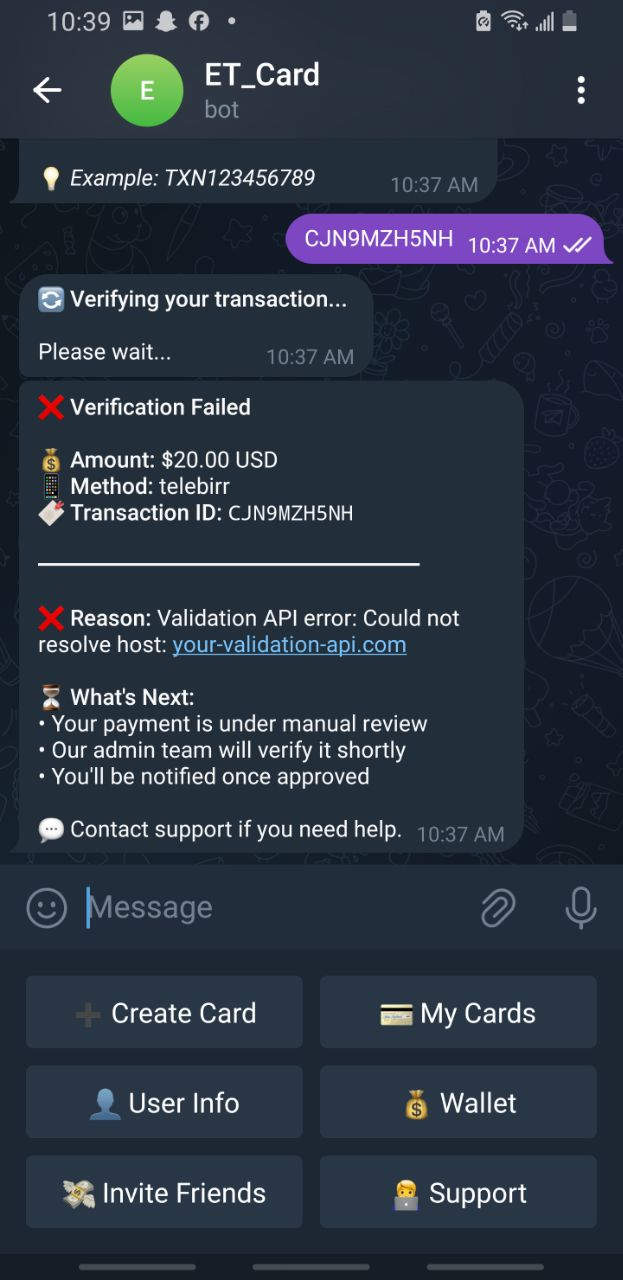 10:39
ET_Card
E
bot
💡 Example: TXN123456789 10:37 AM
CJN9MZH5NH 10:37 AM
🔄 Verifying your transaction...
Please wait... 10:37 AM
❌ Verification Failed
💰 Amount: $20.00 USD
📱 Method: telebirr
🏷️ Transaction ID: CJN9MZH5NH
❌ Reason: Validation API error: Could not
resolve host: your-validation-api.com
⏳ What's Next:
• Your payment is under manual review
• Our admin team will verify it shortly
• You'll be notified once approved
💬 Contact support if you need help. 10:37 AM
Message
➕ Create Card
💳 My Cards
👤 User Info
💰 Wallet
💸 Invite Friends
🧑‍💻 Support